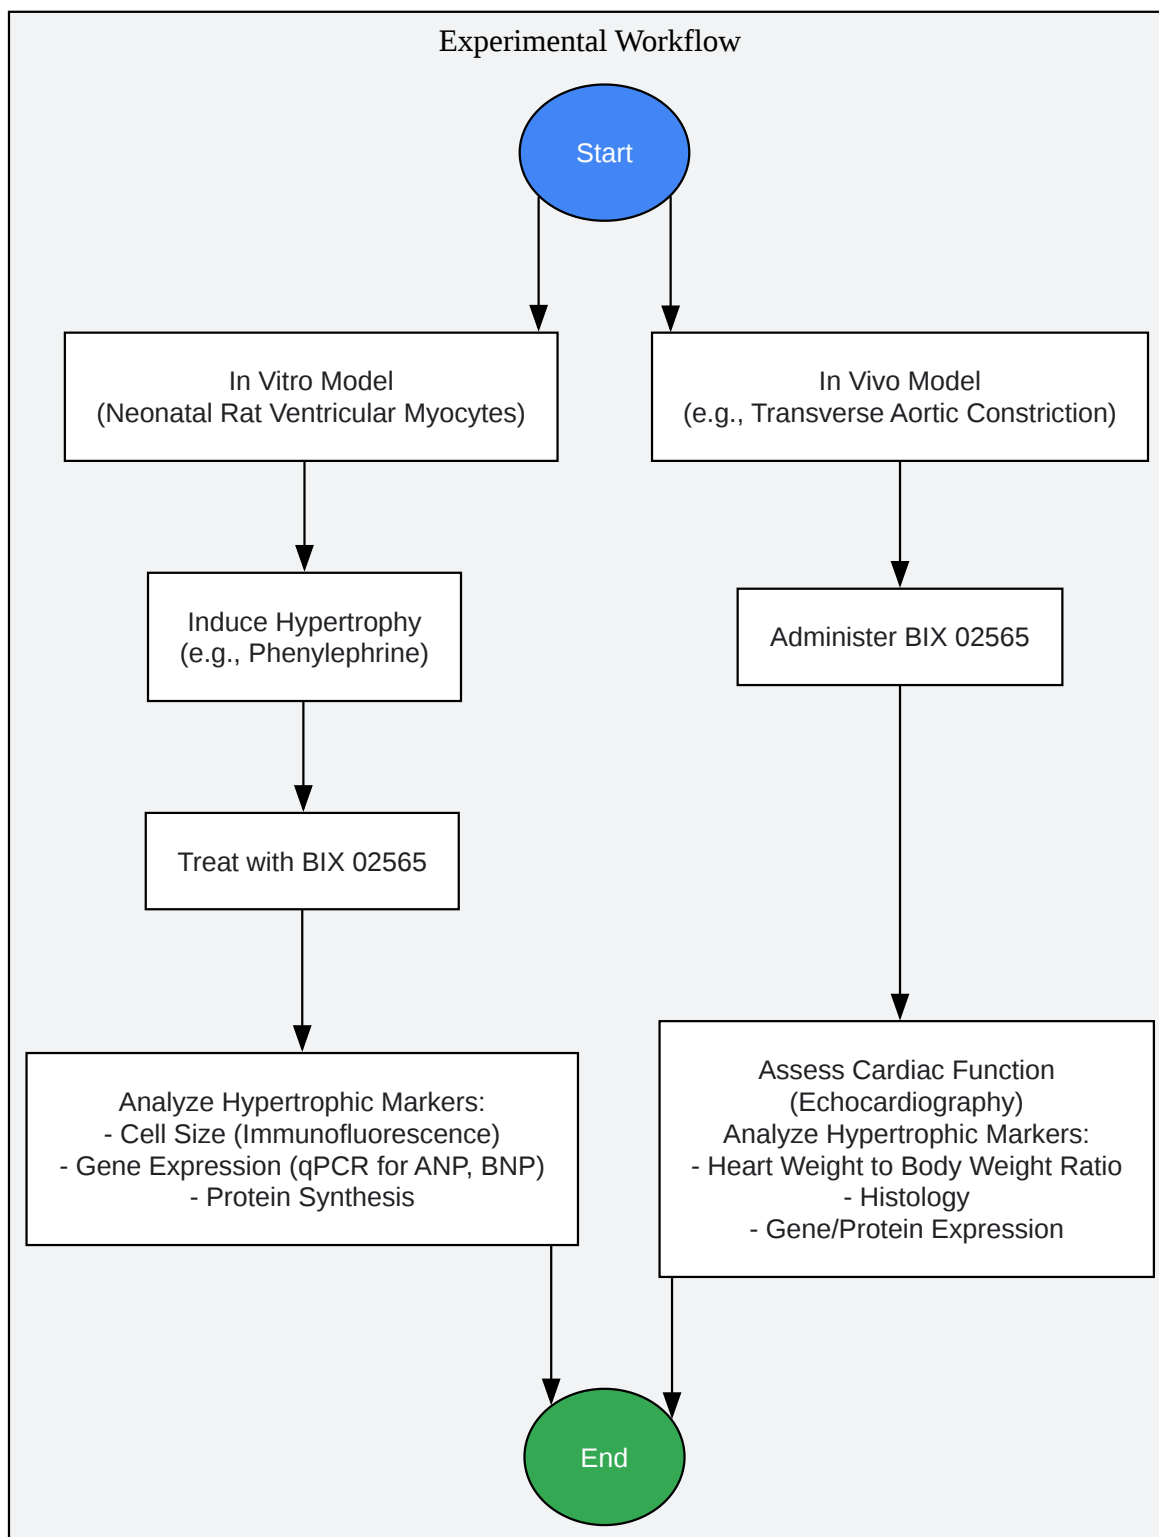 Experimental Workflow
Start
In Vitro Model
(Neonatal Rat Ventricular Myocytes)
In Vivo Model
(e.g., Transverse Aortic Constriction)
Induce Hypertrophy
(e.g., Phenylephrine)
Administer BIX 02565
Treat with BIX 02565
Analyze Hypertrophic Markers:
- Cell Size (Immunofluorescence)
- Gene Expression (qPCR for ANP, BNP)
- Protein Synthesis
Assess Cardiac Function
(Echocardiography)
Analyze Hypertrophic Markers:
- Heart Weight to Body Weight Ratio
- Histology
- Gene/Protein Expression
End